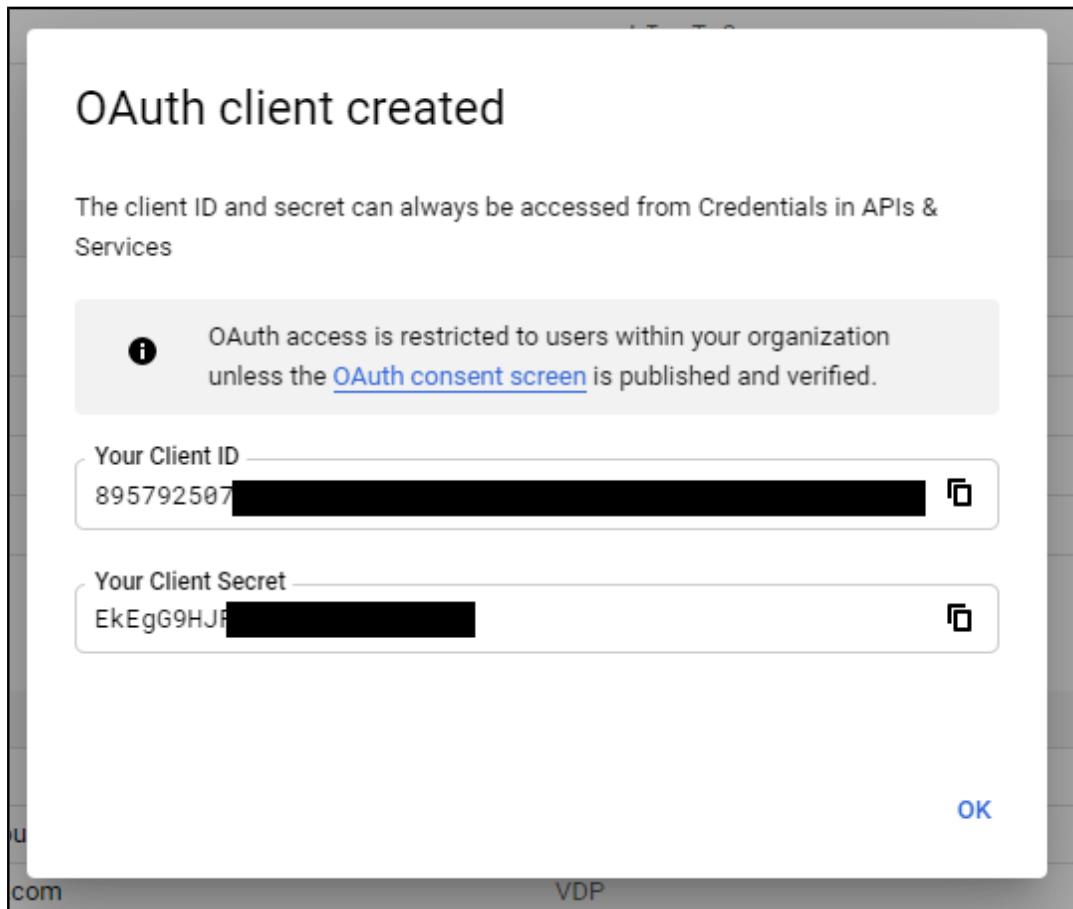 OAuth client created
The client ID and secret can always be accessed from Credentials in APIs &
Services
OAuth access is restricted to users within your organization
unless the OAuth consent screen is published and verified.
Your Client ID
895792507
Your Client Secret
EkEgG9HJ
OK
com
VDP